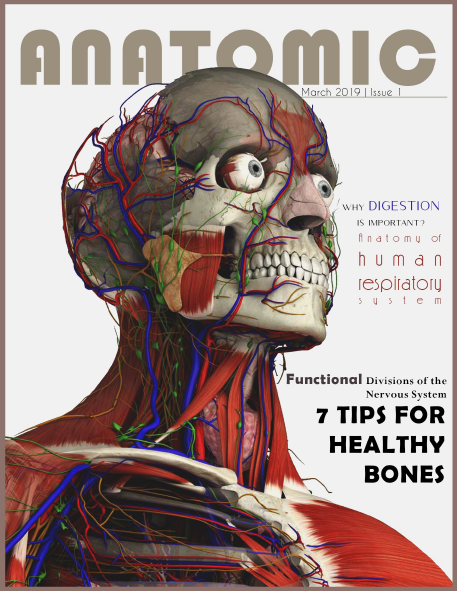 ANATOMIC
March 2019 | Issue 1
WHY DIGESTION
IS IMPORTANT?
Anatomy of
human
respiratory
system
Functional Divisions of the
Nervous System
7 TIPS FOR
HEALTHY
BONES